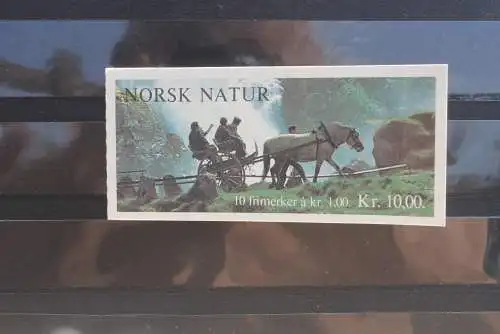 NORSK NATUR
10 frimerker à kr. 1.00. Kr. 10,00.